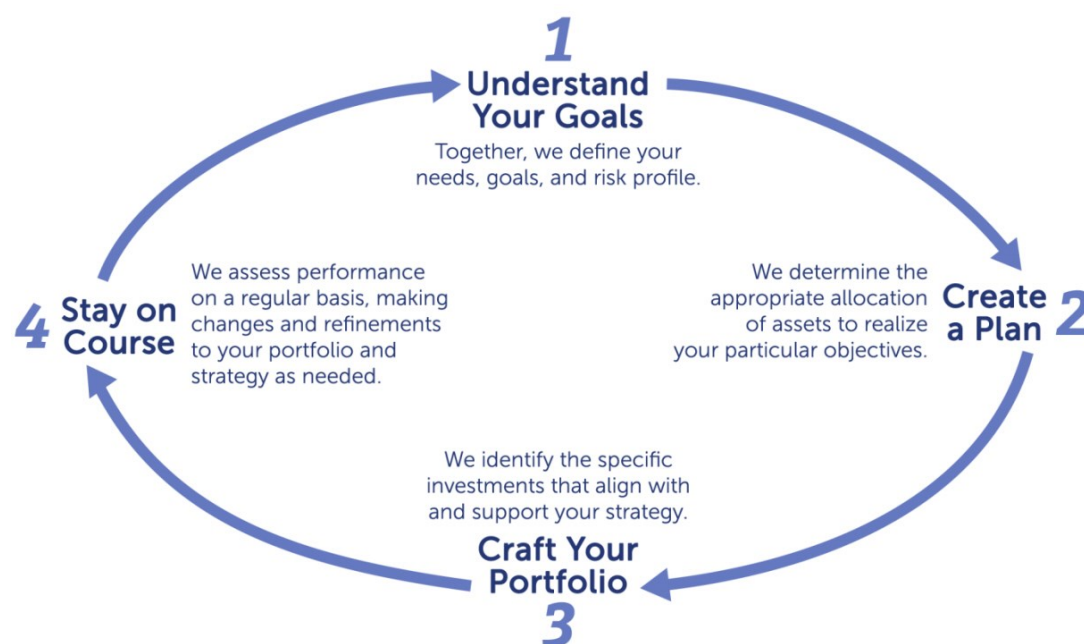 1
Understand
Your Goals
Together, we define your
needs, goals, and risk profile.
We determine the
appropriate allocation
of assets to realize
your particular objectives.
Create
a Plan
2
We identify the specific
investments that align with
and support your strategy.
Craft Your
Portfolio
3
4
Stay on
Course
We assess performance
on a regular basis, making
changes and refinements
to your portfolio and
strategy as needed.